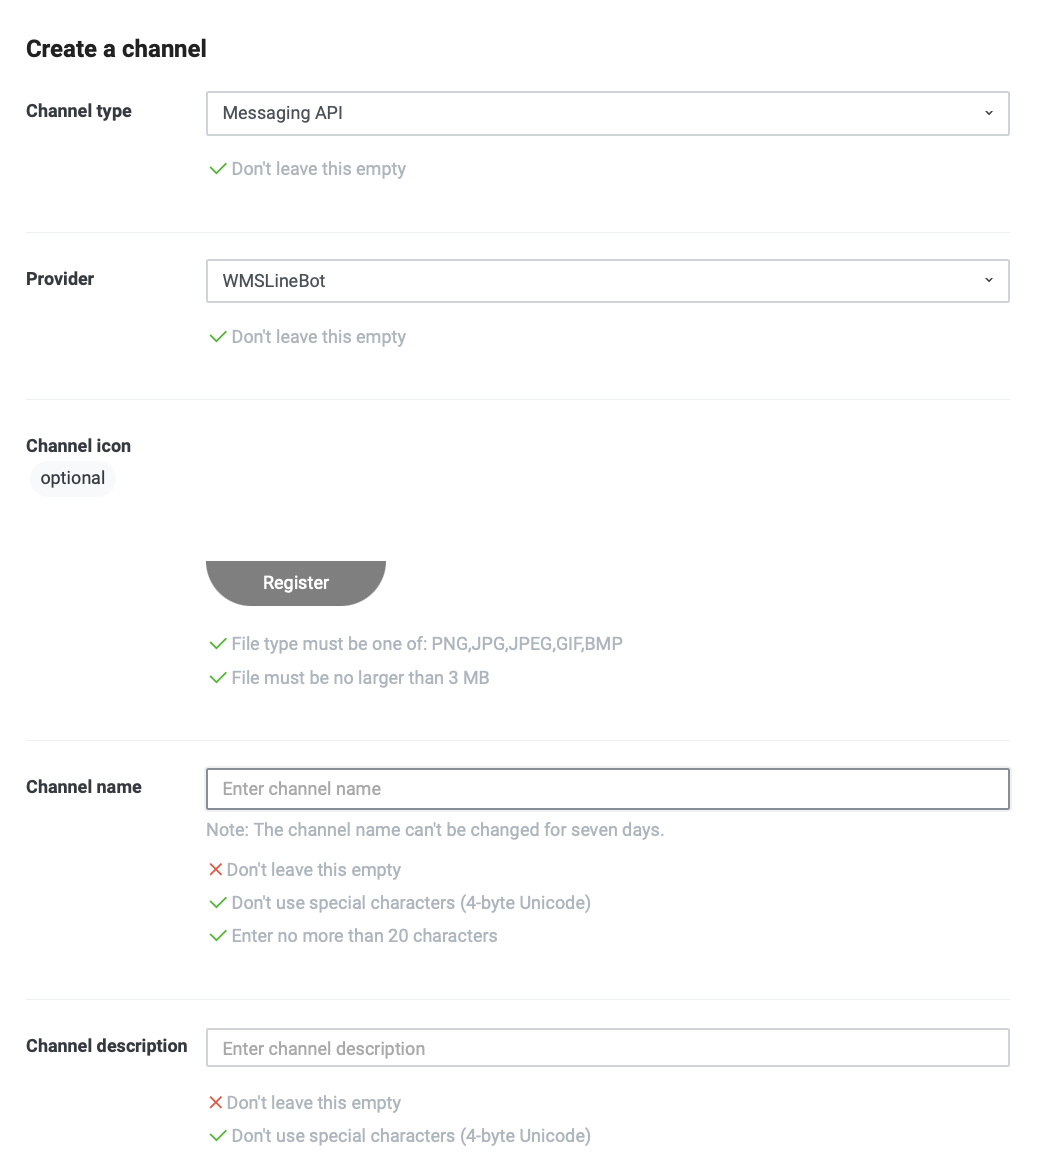 Create a channel
Channel type
Messaging API
Don't leave this empty
Provider
WMSLineBot
Don't leave this empty
Channel icon
optional
Register
File type must be one of: PNG,JPG,JPEG,GIF,BMP
File must be no larger than 3 MB
Channel name
Enter channel name
Note: The channel name can't be changed for seven days.
Don't leave this empty
Don't use special characters (4-byte Unicode)
Enter no more than 20 characters
Channel description
Enter channel description
Don't leave this empty
Don't use special characters (4-byte Unicode)